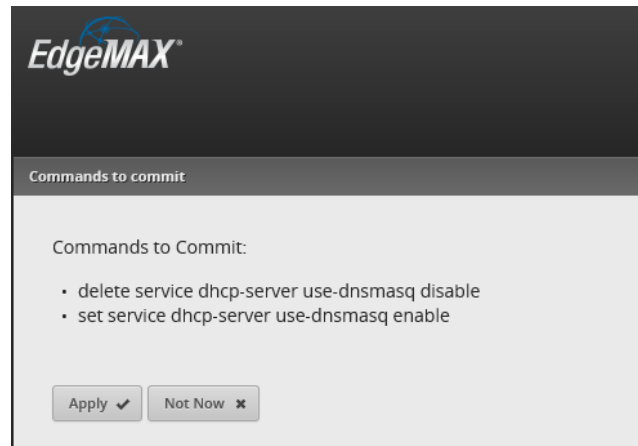 EdgeMAX®
Commands to commit
Commands to Commit:
• delete service dhcp-server use-dnsmasq disable
• set service dhcp-server use-dnsmasq enable
Apply ✔ Not Now ✖